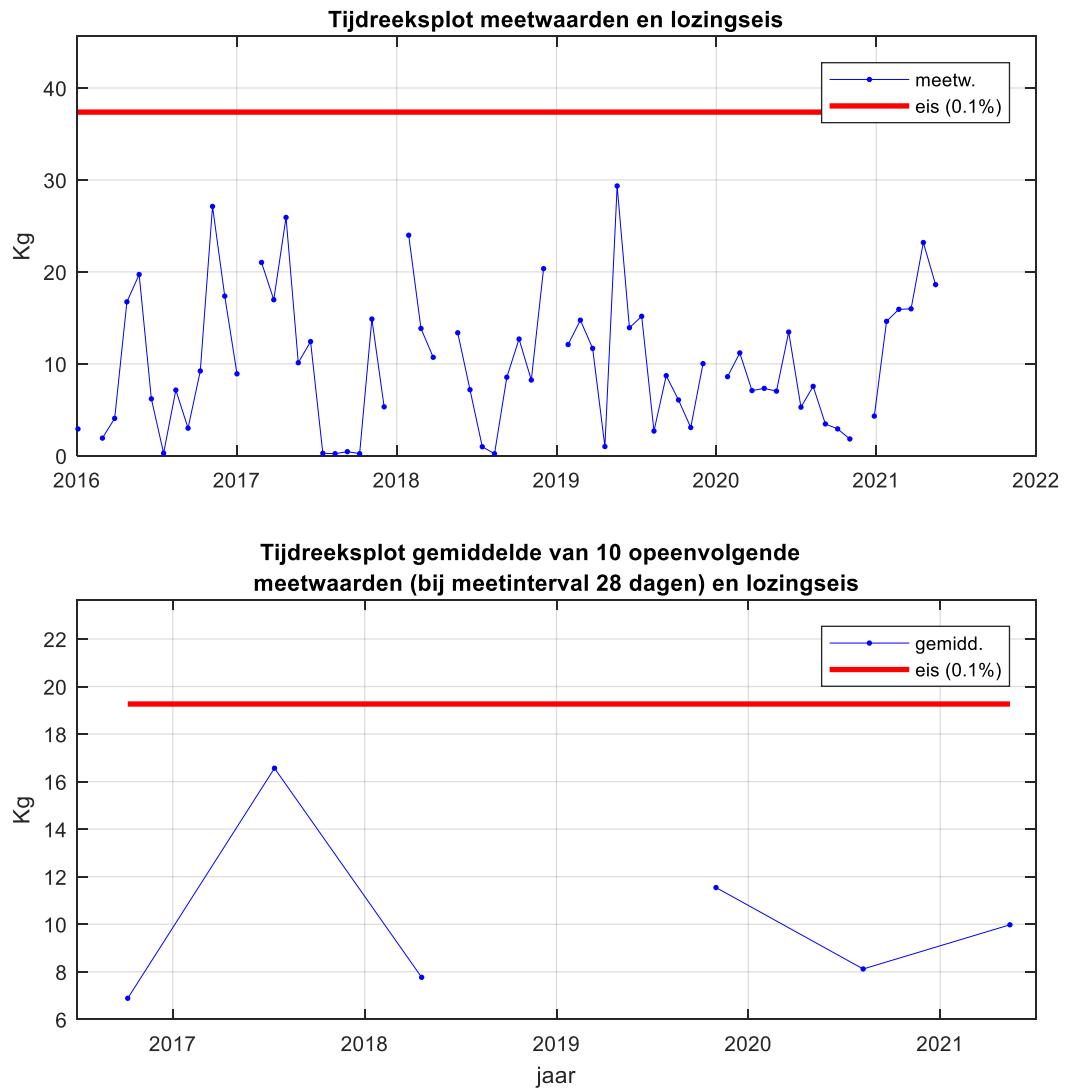 Tijdreeksplot meetwaarden en lozingseis
40
30
20
10
0
Kg
meetw.
eis (0.1%)
2016 2017 2018 2019 2020 2021 2022
Tijdreeksplot gemiddelde van 10 opeenvolgende
meetwaarden (bij meetinterval 28 dagen) en lozingseis
22
20
18
16
14
12
10
8
6
Kg
gemidd.
eis (0.1%)
2017 2018 2019 2020 2021
jaar